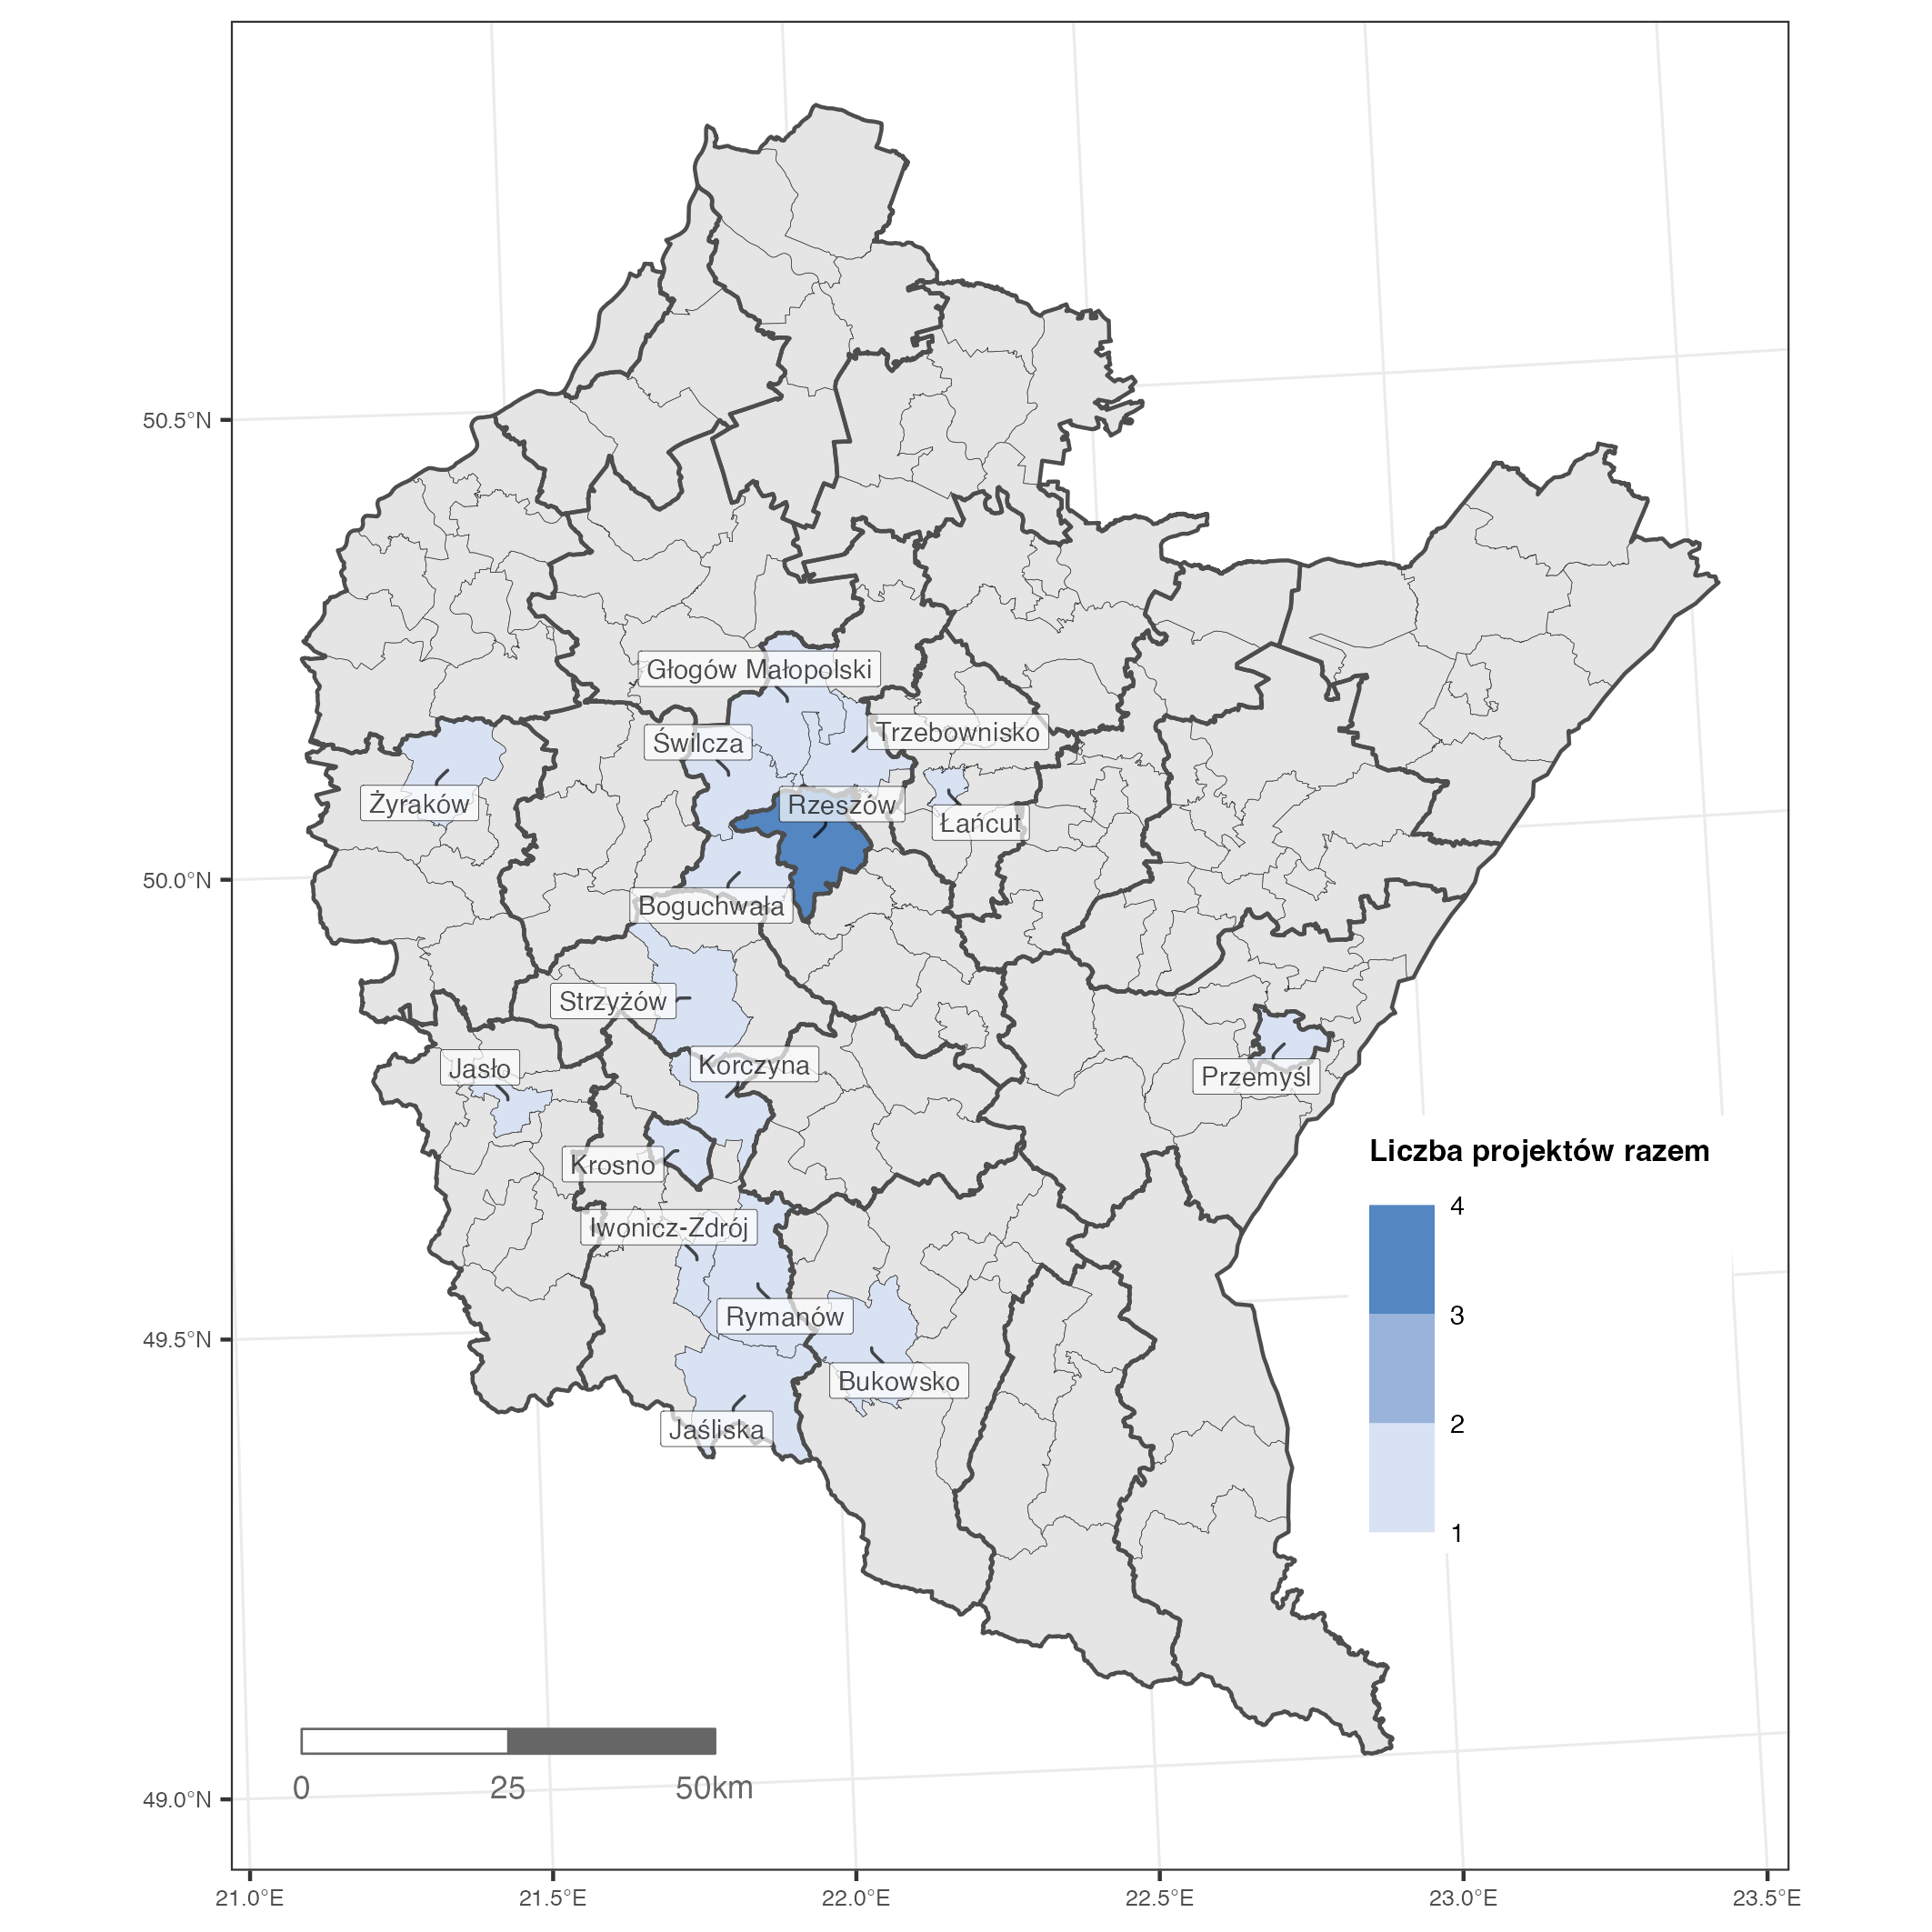 50.5°N
Głogów Małopolski
Trzebownisko
Świlcza
Żyraków
Rzeszów
Łańcut
50.0°N
Boguchwała
Strzyżów
Korczyna
Jasło
Przemyśl
Krosno
Liczba projektów razem
4
Iwonicz-Zdrój
Rymanów
3
49.5°N
Bukowsko
Jaśliska
2
1
0 25 50km
49.0°N
21.0°E 21.5°E 22.0°E 22.5°E 23.0°E 23.5°E